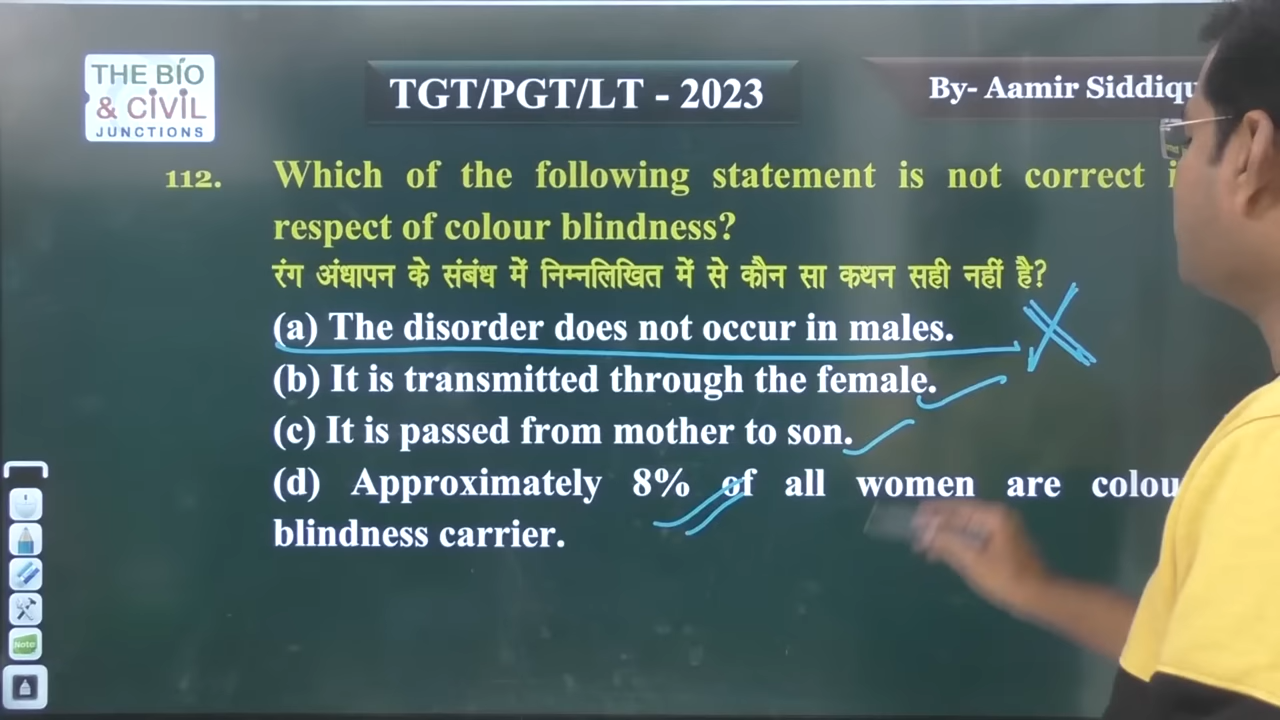 THE BIO
& CIVIL
JUNCTIONS
TGT/PGT/LT - 2023
By- Aamir
112. Which of the following statement is not correct
respect of colour blindness?
रंग अंधापन के संबंध में निम्नलिखित में से कौन सा कथन सही नहीं है?
(a) The disorder does not occur in males.
(b) It is transmitted through the female.
(c) It is passed from mother to son.
(d) Approximately 8% of all women are
blindness carrier.
Note